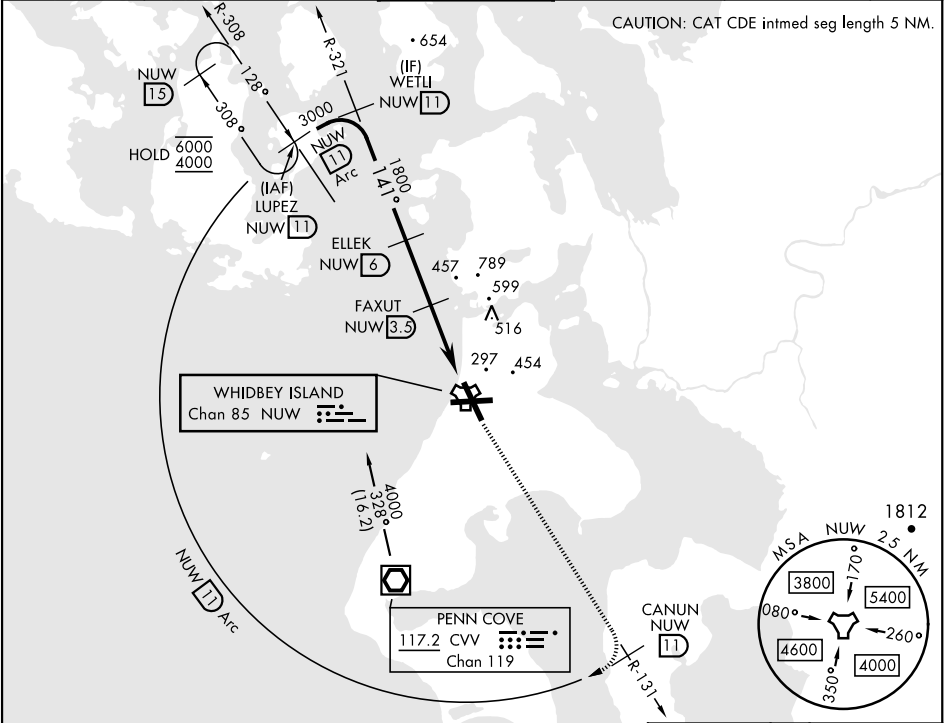 CAUTION: CAT CDE intmed seg length 5 NM.
R-308
R-321
654
(IF)
WETLI
NUW 11
NUW
15
128°
308°
3000
HOLD 6000
4000
NUW
11
Arc
(IAF)
LUPEZ
NUW 11
1800
141°
ELLEK
NUW 6
457
789
599
516
FAXUT
NUW 3.5
297
454
WHIDBEY ISLAND
Chan 85 NUW
4000
328°
(16.2)
NUW 11 Arc
PENN COVE
117.2 CVV
Chan 119
CANUN
NUW
11
R-131
1812
MSA NUW 25 NM
3800
170°
5400
080°
260°
4600
4000
350°